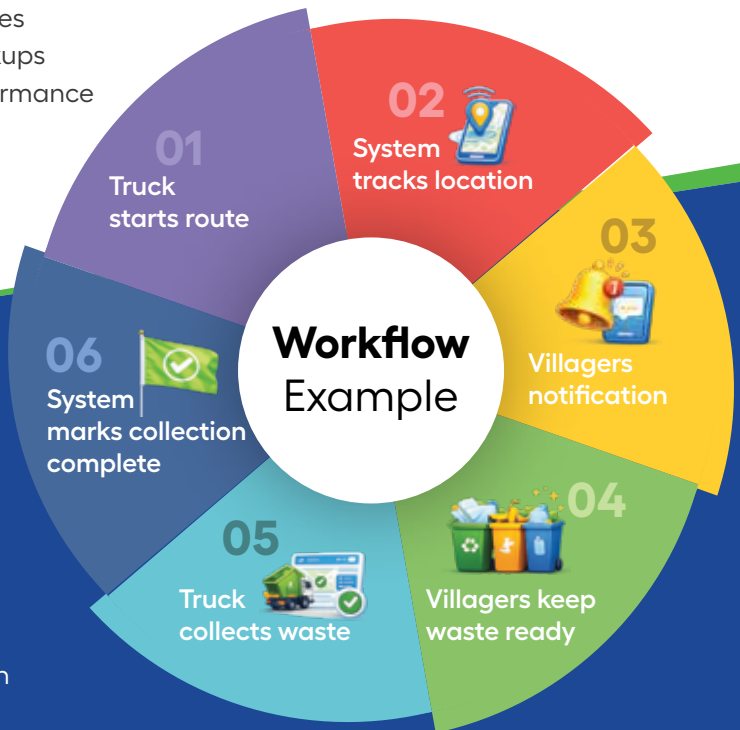 01
Truck
starts route
02
System
tracks location
03
Villagers
notification
04
Villagers keep
waste ready
05
Truck
collects waste
06
System
marks collection
complete
Workflow
Example